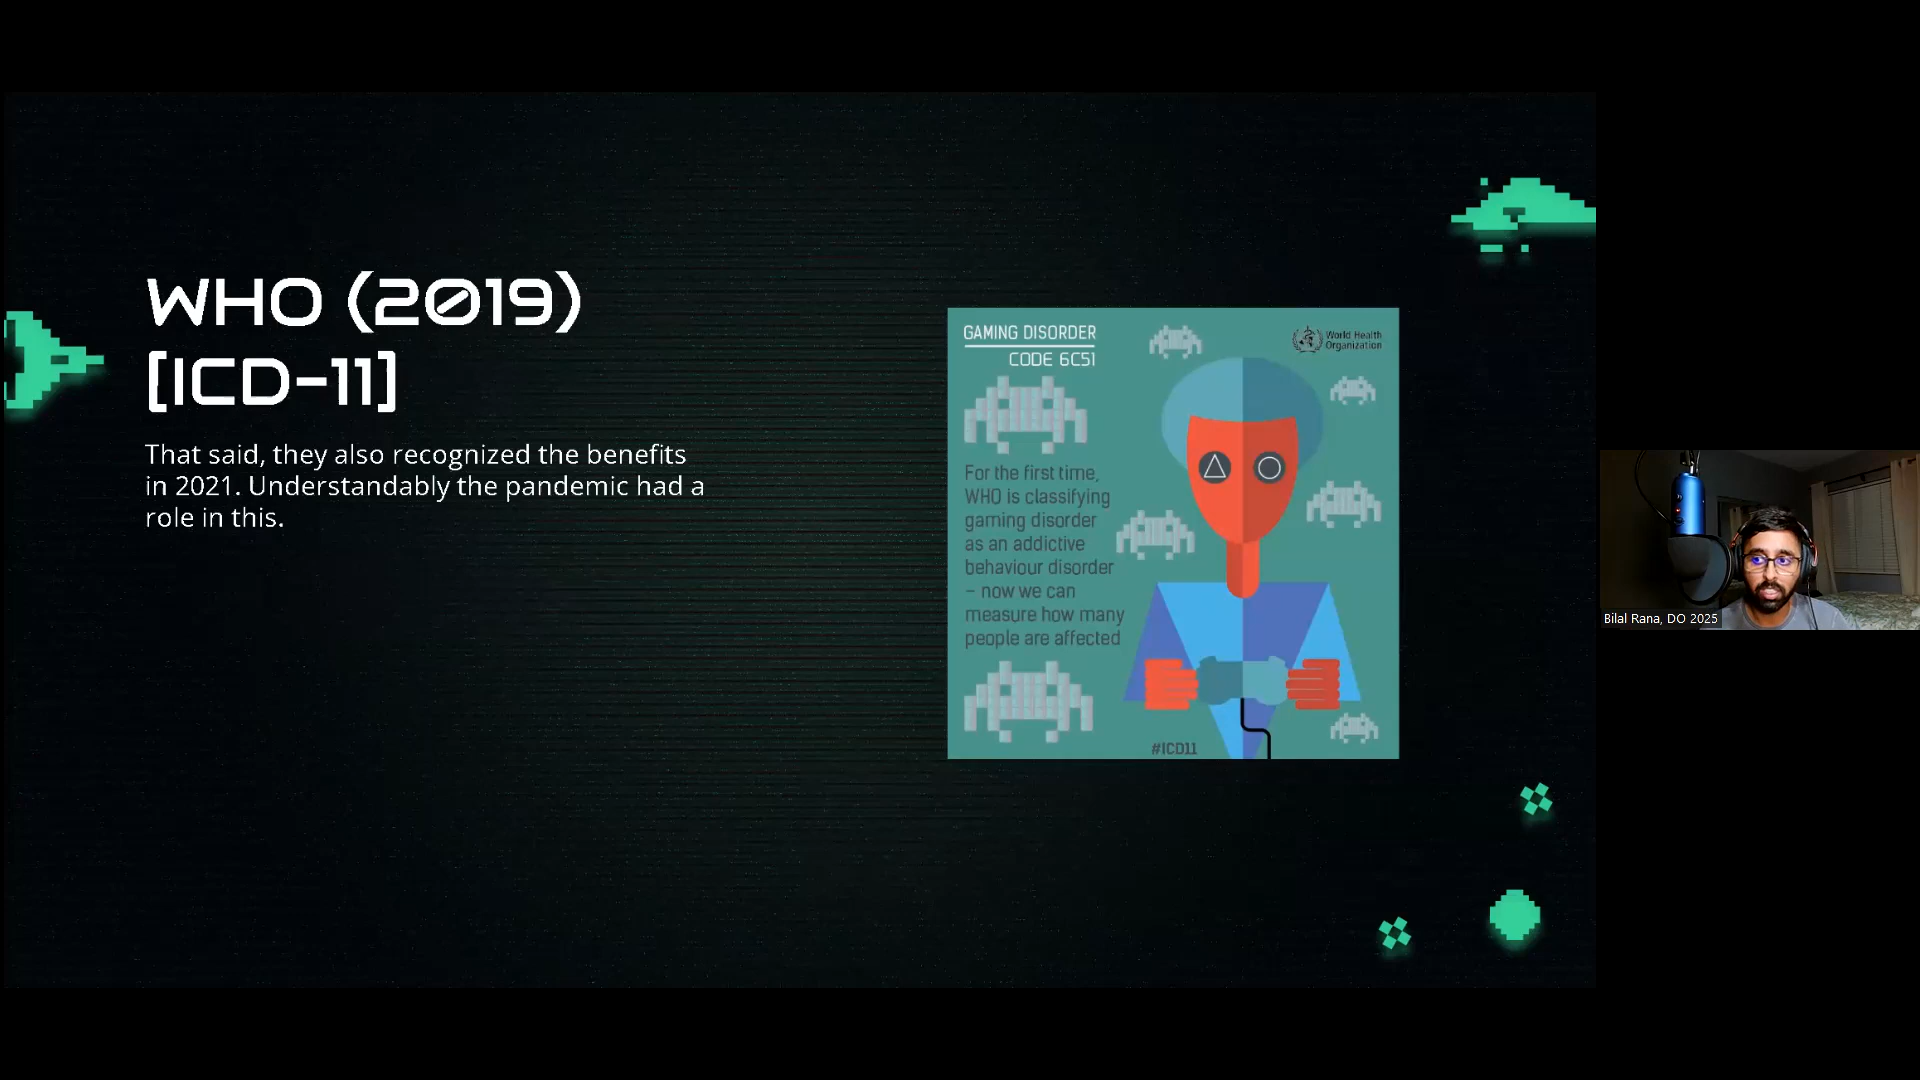 WHO (2019)
[ICD-11]
That said, they also recognized the benefits
in 2021. Understandably the pandemic had a
role in this.
GAMING DISORDER
CODE 6C51
World Health
Organization
For the first time,
WHO is classifying
gaming disorder
as an addictive
behaviour disorder
– now we can
measure how many
people are affected
#ICD11
Bilal Rana, DO 2025